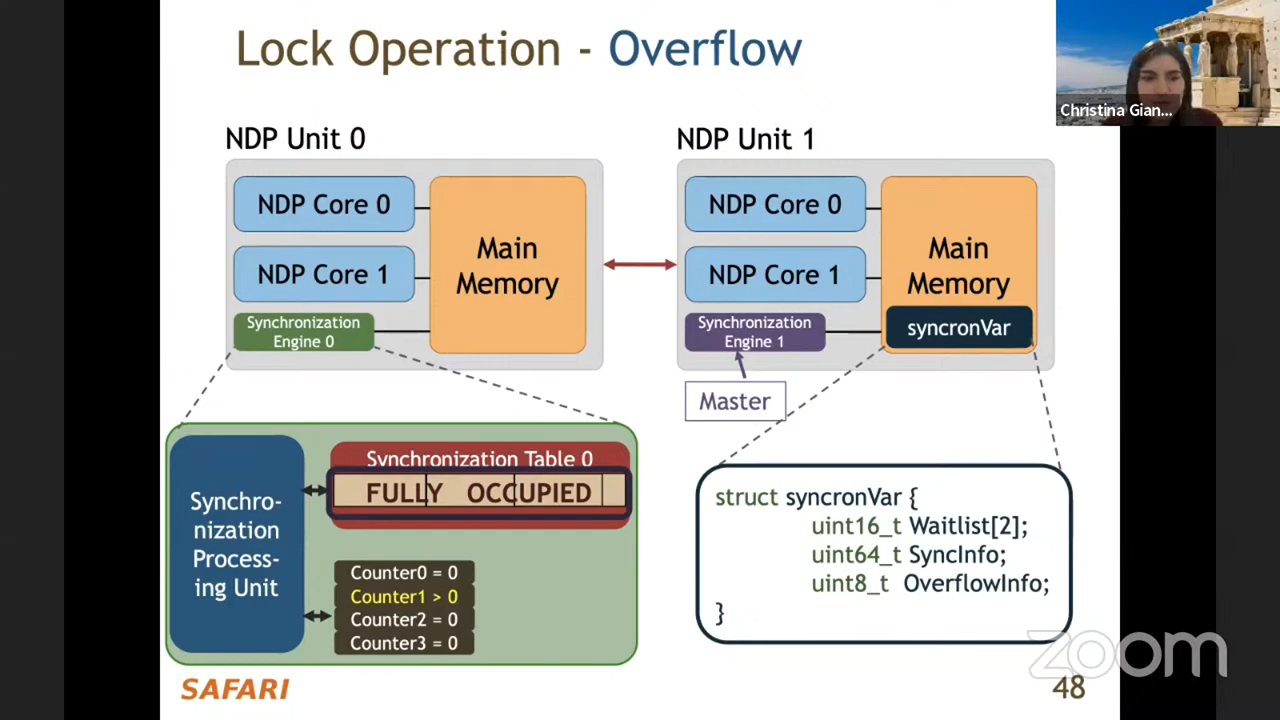 Lock Operation - Overflow
Christina Gian...
NDP Unit 0
NDP Unit 1
NDP Core 0
NDP Core 1
Main
Memory
Synchronization
Engine 0
NDP Core 0
NDP Core 1
Main
Memory
syncronVar
Synchronization
Engine 1
Master
Synchro-
nization
Process-
ing Unit
Synchronization Table 0
FULLY OCCUPIED
Counter0 = 0
Counter1 > 0
Counter2 = 0
Counter3 = 0
struct syncronVar {
uint16_t Waitlist[2];
uint64_t SyncInfo;
uint8_t OverflowInfo;
}
zoom
SAFARI
48